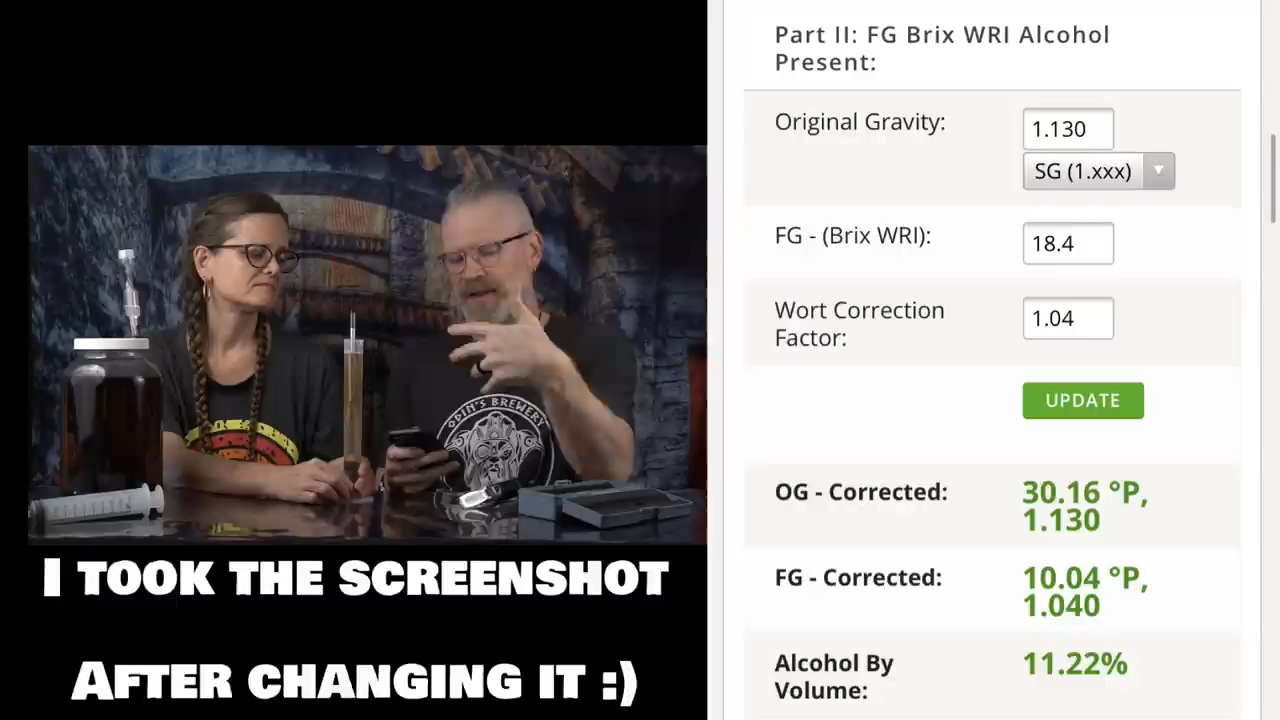 ODIN'S BREWERY
I TOOK THE SCREENSHOT
AFTER CHANGING IT :)
Part II: FG Brix WRI Alcohol
Present:
Original Gravity:
1.130
SG (1.xxx)
FG - (Brix WRI):
18.4
Wort Correction
Factor:
1.04
UPDATE
OG - Corrected:
30.16 °P,
1.130
FG - Corrected:
10.04 °P,
1.040
Alcohol By
Volume:
11.22%